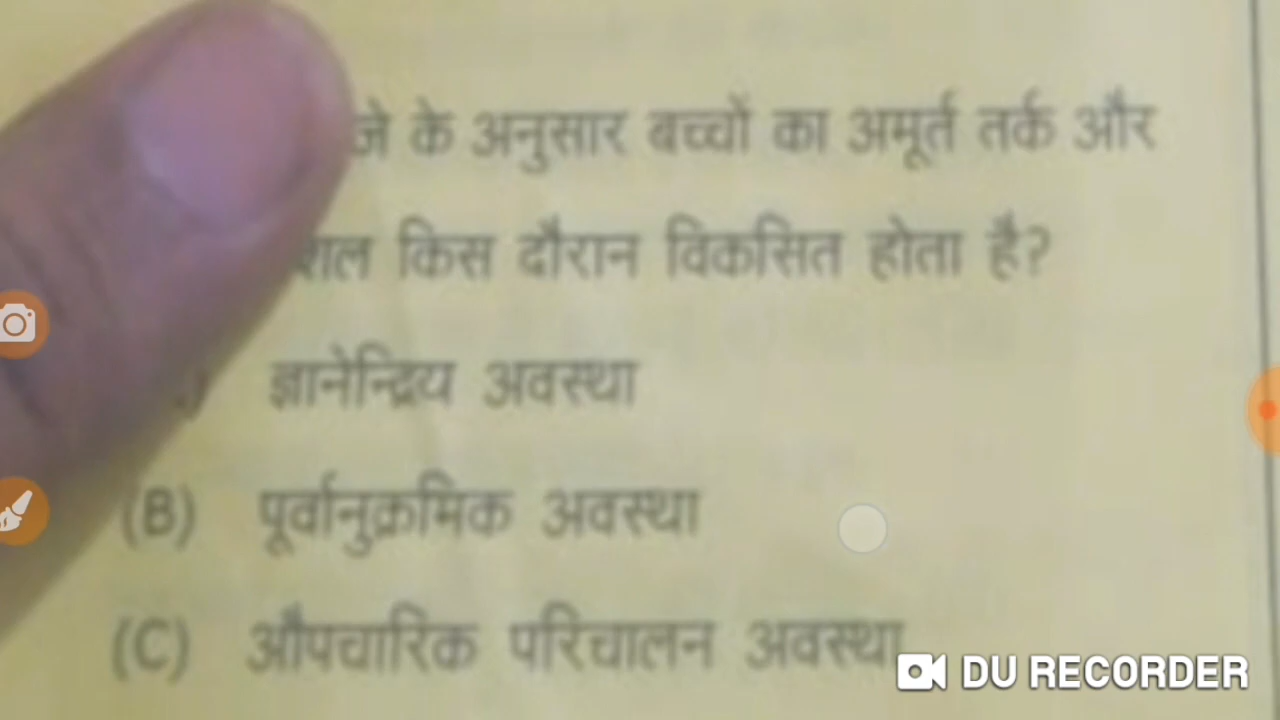 के अनुसार बच्चों का अमूर्त तर्क और
किस दौरान विकसित होता है?
ज्ञानेन्द्रिय अवस्था
(B) पूर्वानुक्रमिक अवस्था
(C) औपचारिक परिचालन अवस्था
DU RECORDER